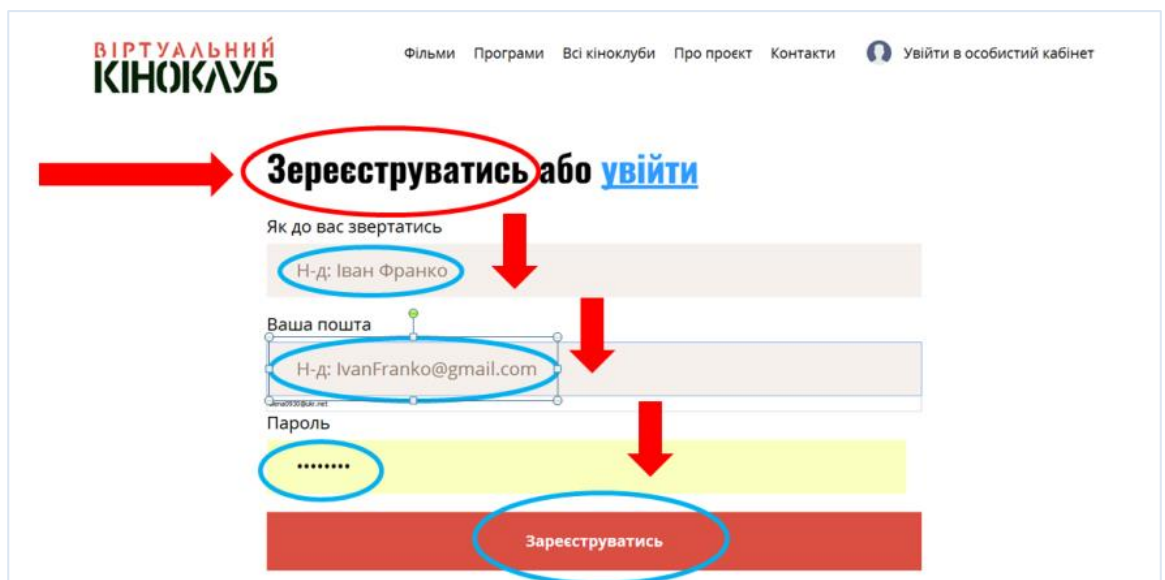 ВІРТУАЛЬНИЙ
КІНОКЛУБ
Фільми Програми Всі кіноклуби Про проєкт Контакти Увійти в особистий кабінет
Зереєструватись або увійти
Як до вас звертатись
Н-д: Іван Франко
Ваша пошта
Н-д: IvanFranko@gmail.com
Пароль
••••••••
Зареєструватись